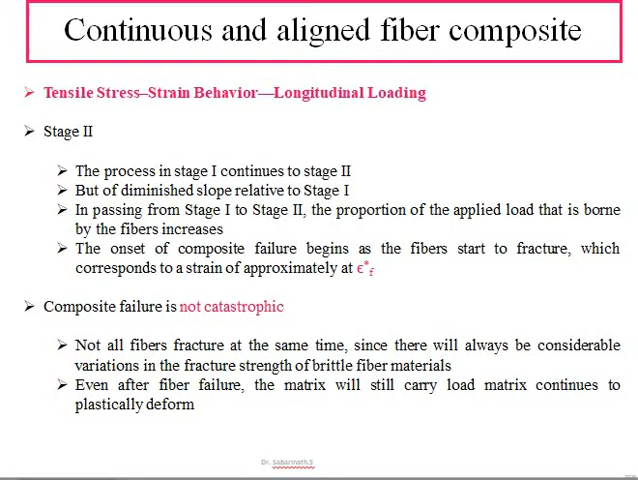 Continuous and aligned fiber composite
➢ Tensile Stress–Strain Behavior—Longitudinal Loading
➢ Stage II
➢ The process in stage I continues to stage II
➢ But of diminished slope relative to Stage I
➢ In passing from Stage I to Stage II, the proportion of the applied load that is borne
by the fibers increases
➢ The onset of composite failure begins as the fibers start to fracture, which
corresponds to a strain of approximately at ϵ*f
➢ Composite failure is not catastrophic
➢ Not all fibers fracture at the same time, since there will always be considerable
variations in the fracture strength of brittle fiber materials
➢ Even after fiber failure, the matrix will still carry load matrix continues to
plastically deform
Dr. Sabarinath.S